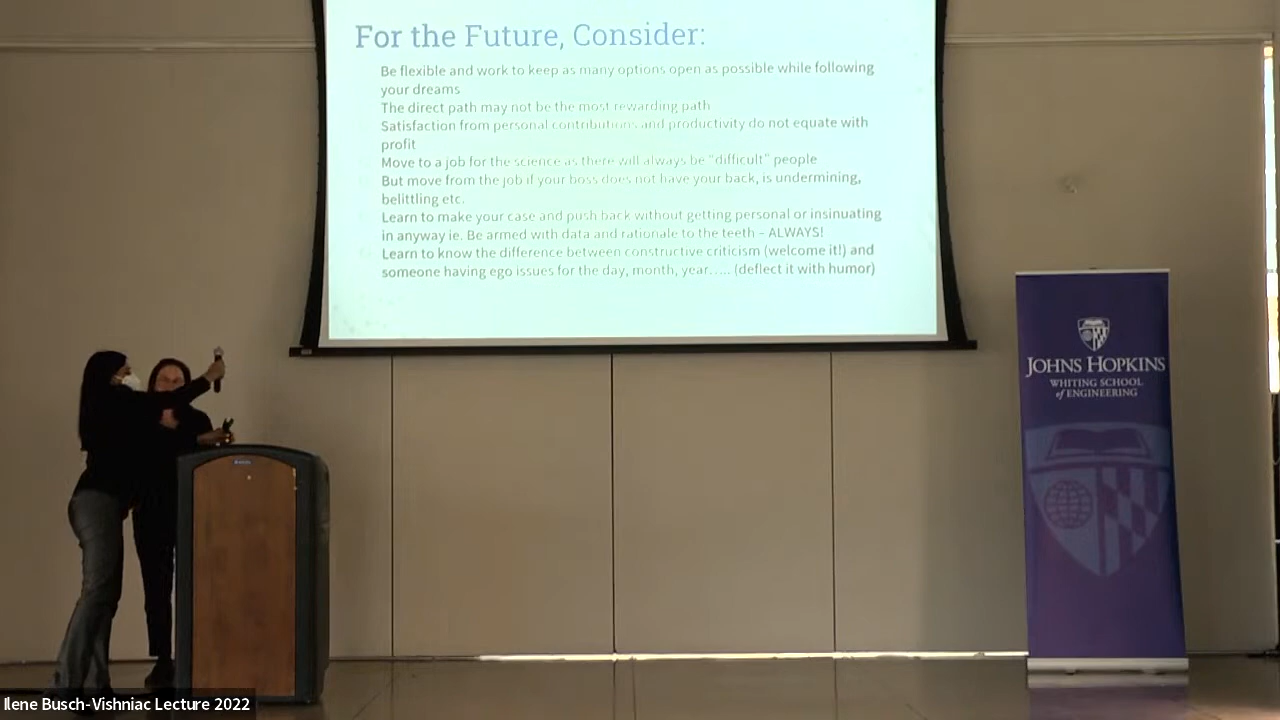 For the Future, Consider:
Be flexible and work to keep as many options open as possible while following
your dreams
The direct path may not be the most rewarding path
Satisfaction from personal contributions and productivity do not equate with
profit
Move to a job for the science as there will always be "difficult" people
But move from the job if your boss does not have your back, is undermining,
belittling etc.
Learn to make your case and push back without getting personal or insinuating
in anyway ie. Be armed with data and rationale to the teeth – ALWAYS!
Learn to know the difference between constructive criticism (welcome it!) and
someone having ego issues for the day, month, year..... (deflect it with humor)
JOHNS HOPKINS
WHITING SCHOOL
of ENGINEERING
Ilene Busch-Vishniac Lecture 2022